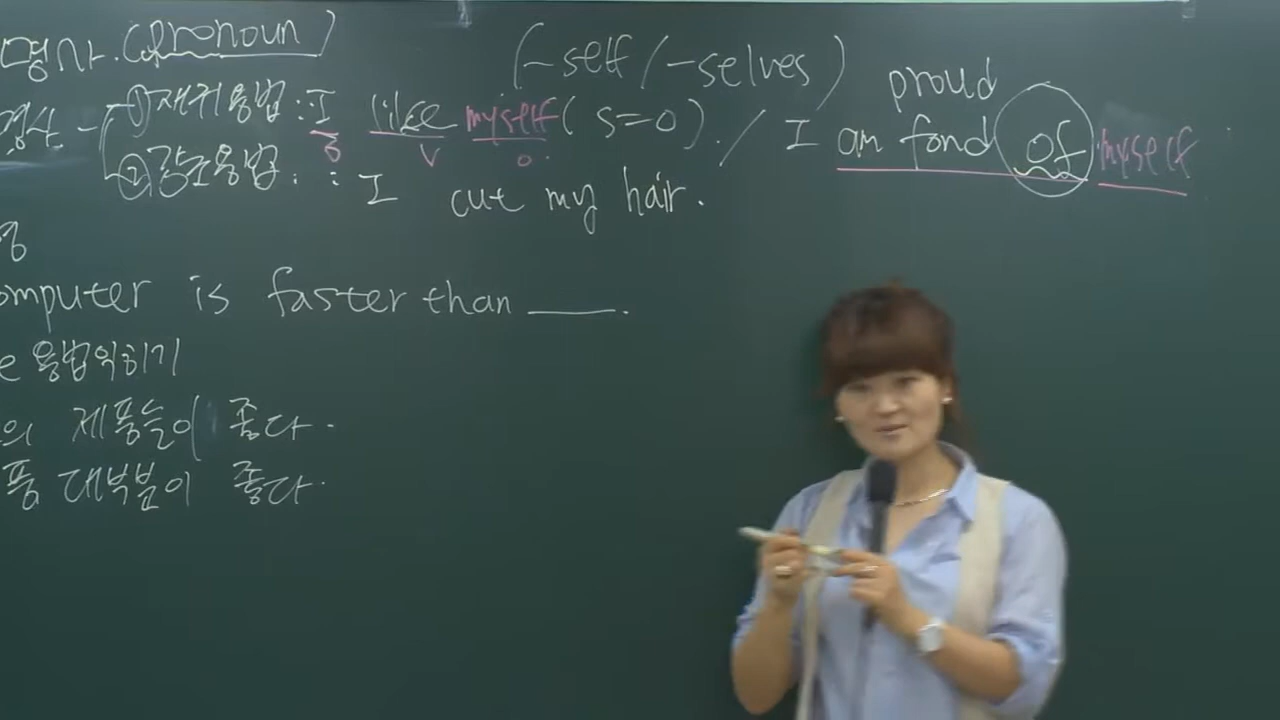 명사.(pronoun)
(-self/-selves)
proud
①재귀용법 : I like myself( s=o) . / I am fond of myself
S V O.
②강조용법. : I cut my hair.
omputer is faster than ____.
e 용법익히기
의 제품들이 좋다.
품 대부분이 좋다.